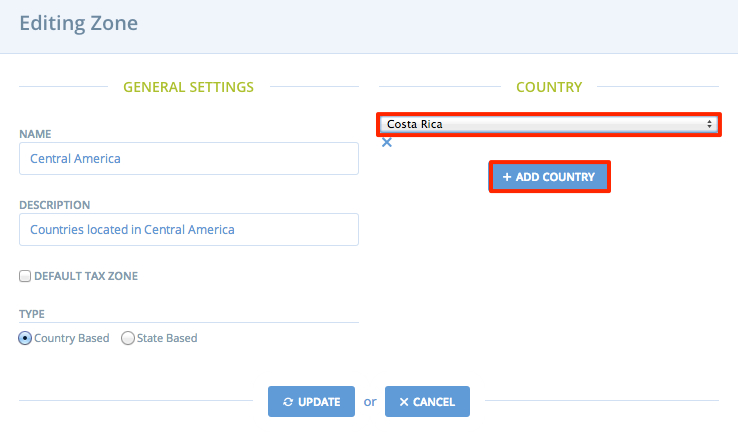 Editing Zone
GENERAL SETTINGS
NAME
Central America
DESCRIPTION
Countries located in Central America
DEFAULT TAX ZONE
TYPE
Country Based State Based
COUNTRY
Costa Rica
+ ADD COUNTRY
UPDATE or × CANCEL